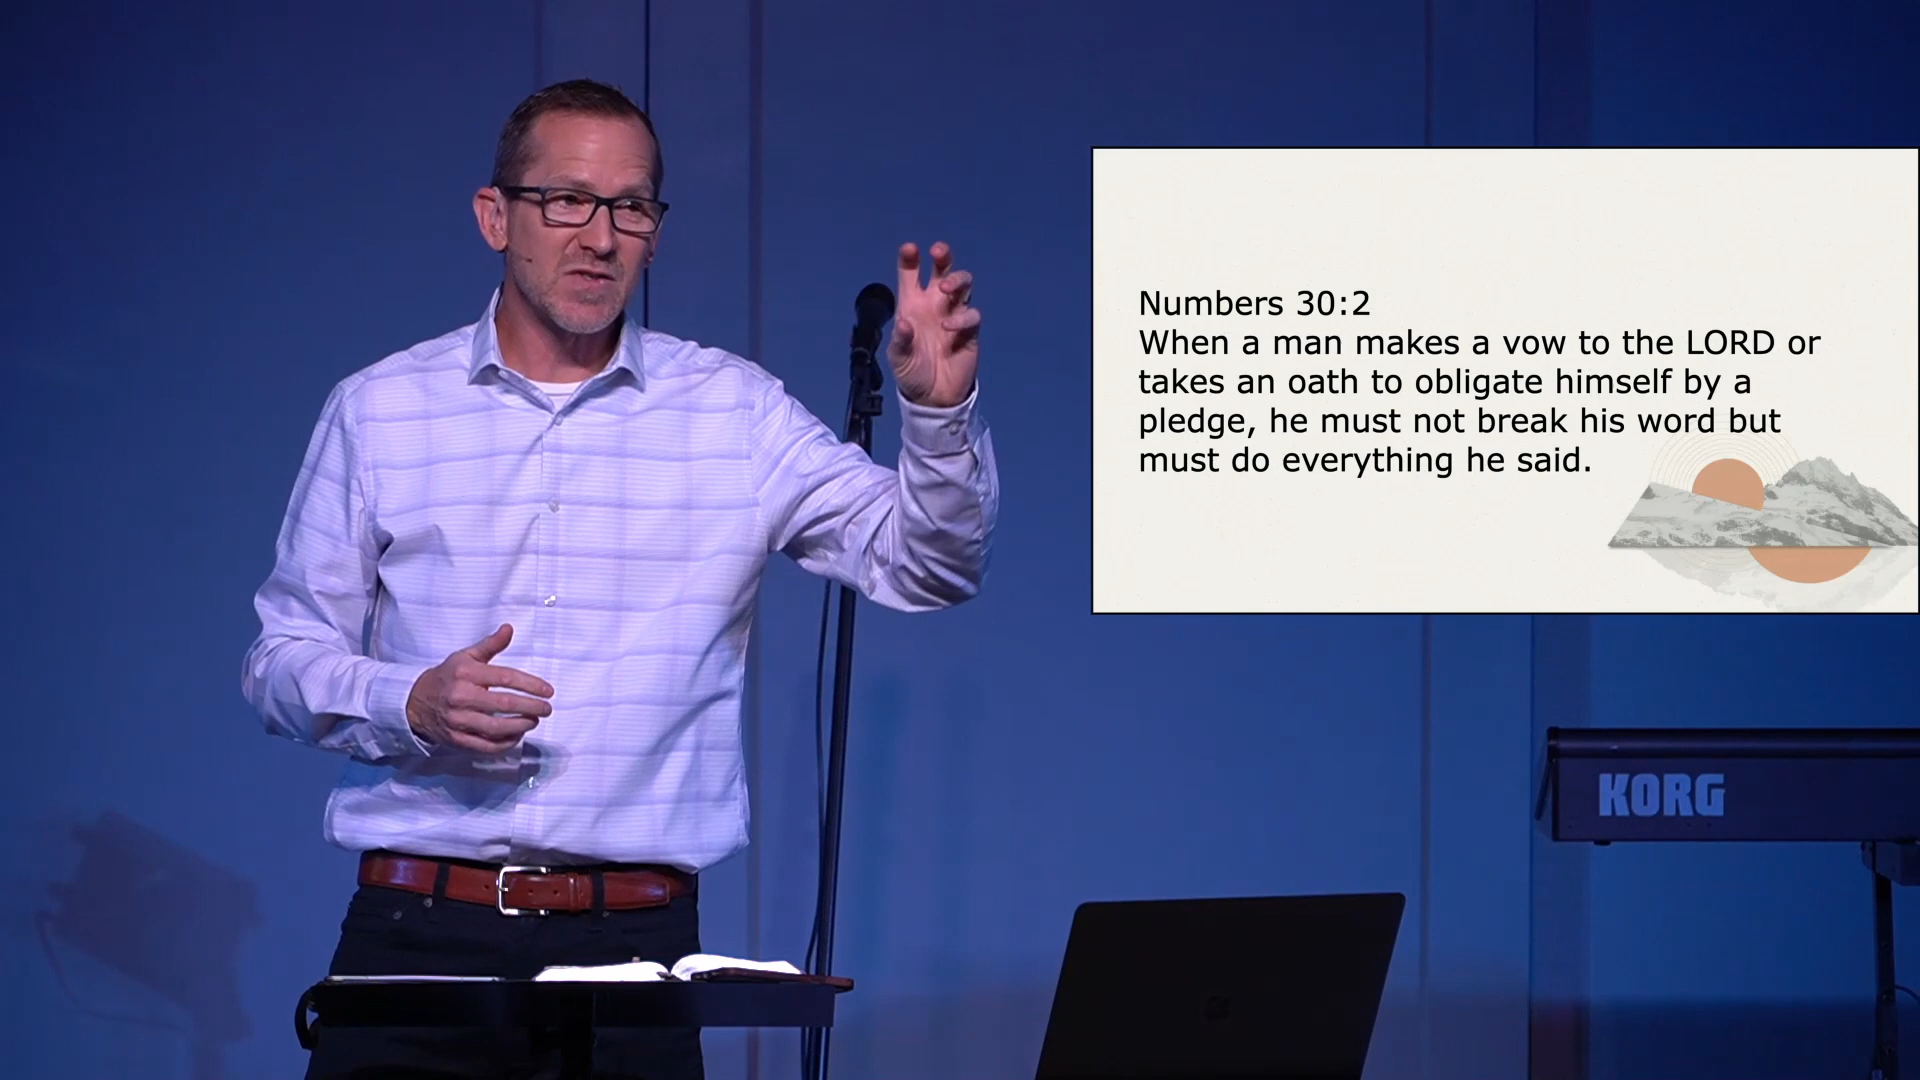 Numbers 30:2
When a man makes a vow to the LORD or
takes an oath to obligate himself by a
pledge, he must not break his word but
must do everything he said.
KORG